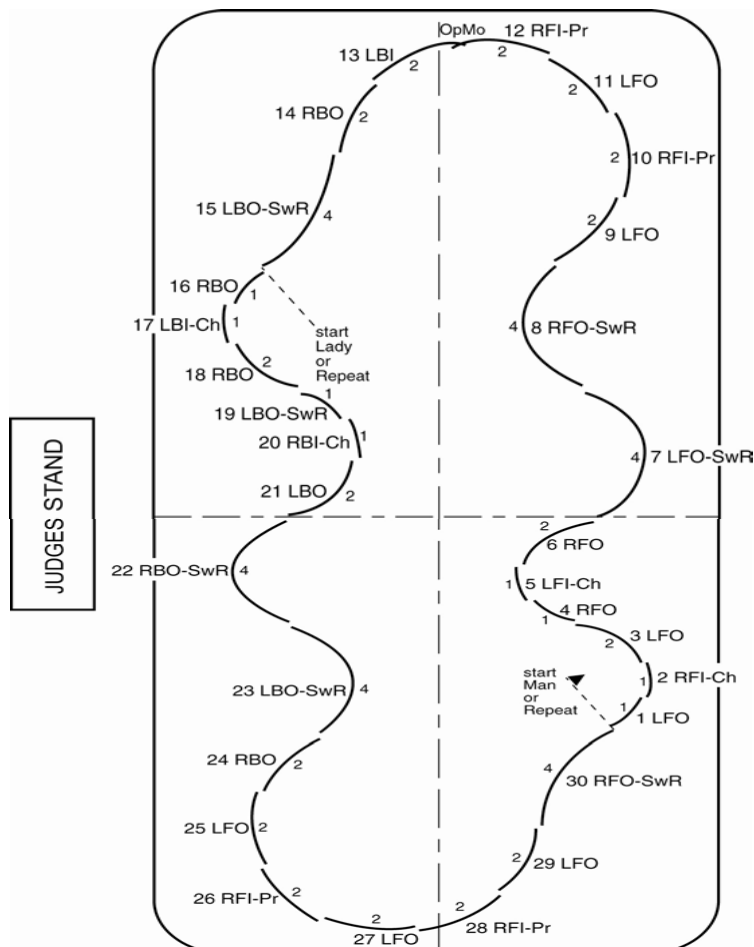 OpMo
12 RFI-Pr
2
13 LBI
2
11 LFO
2
14 RBO
2
10 RFI-Pr
2
15 LBO-SwR
4
9 LFO
2
16 RBO
1
17 LBI-Ch
1
start
Lady
or
Repeat
8 RFO-SwR
4
18 RBO
2
19 LBO-SwR
1
20 RBI-Ch
1
7 LFO-SwR
4
21 LBO
2
JUDGES STAND
6 RFO
2
22 RBO-SwR
4
5 LFI-Ch
1
4 RFO
1
3 LFO
2
2 RFI-Ch
1
start
Man
or
Repeat
1 LFO
1
23 LBO-SwR
4
24 RBO
2
30 RFO-SwR
4
25 LFO
2
29 LFO
2
26 RFI-Pr
2
27 LFO
2
28 RFI-Pr
2